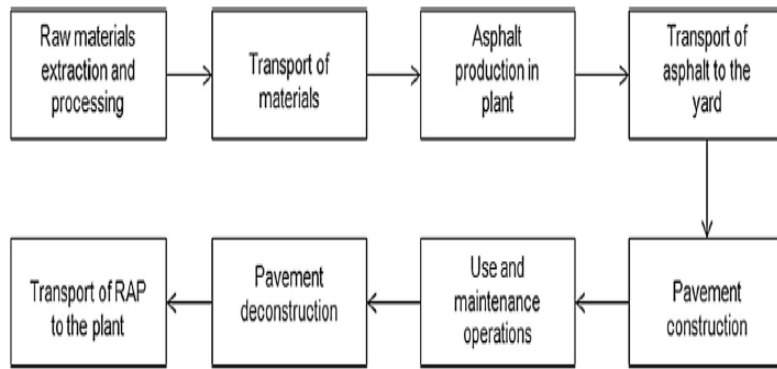 Raw materials
extraction and
processing
Transport of
materials
Asphalt
production in
plant
Transport of
asphalt to the
yard
Pavement
construction
Use and
maintenance
operations
Pavement
deconstruction
Transport of RAP
to the plant